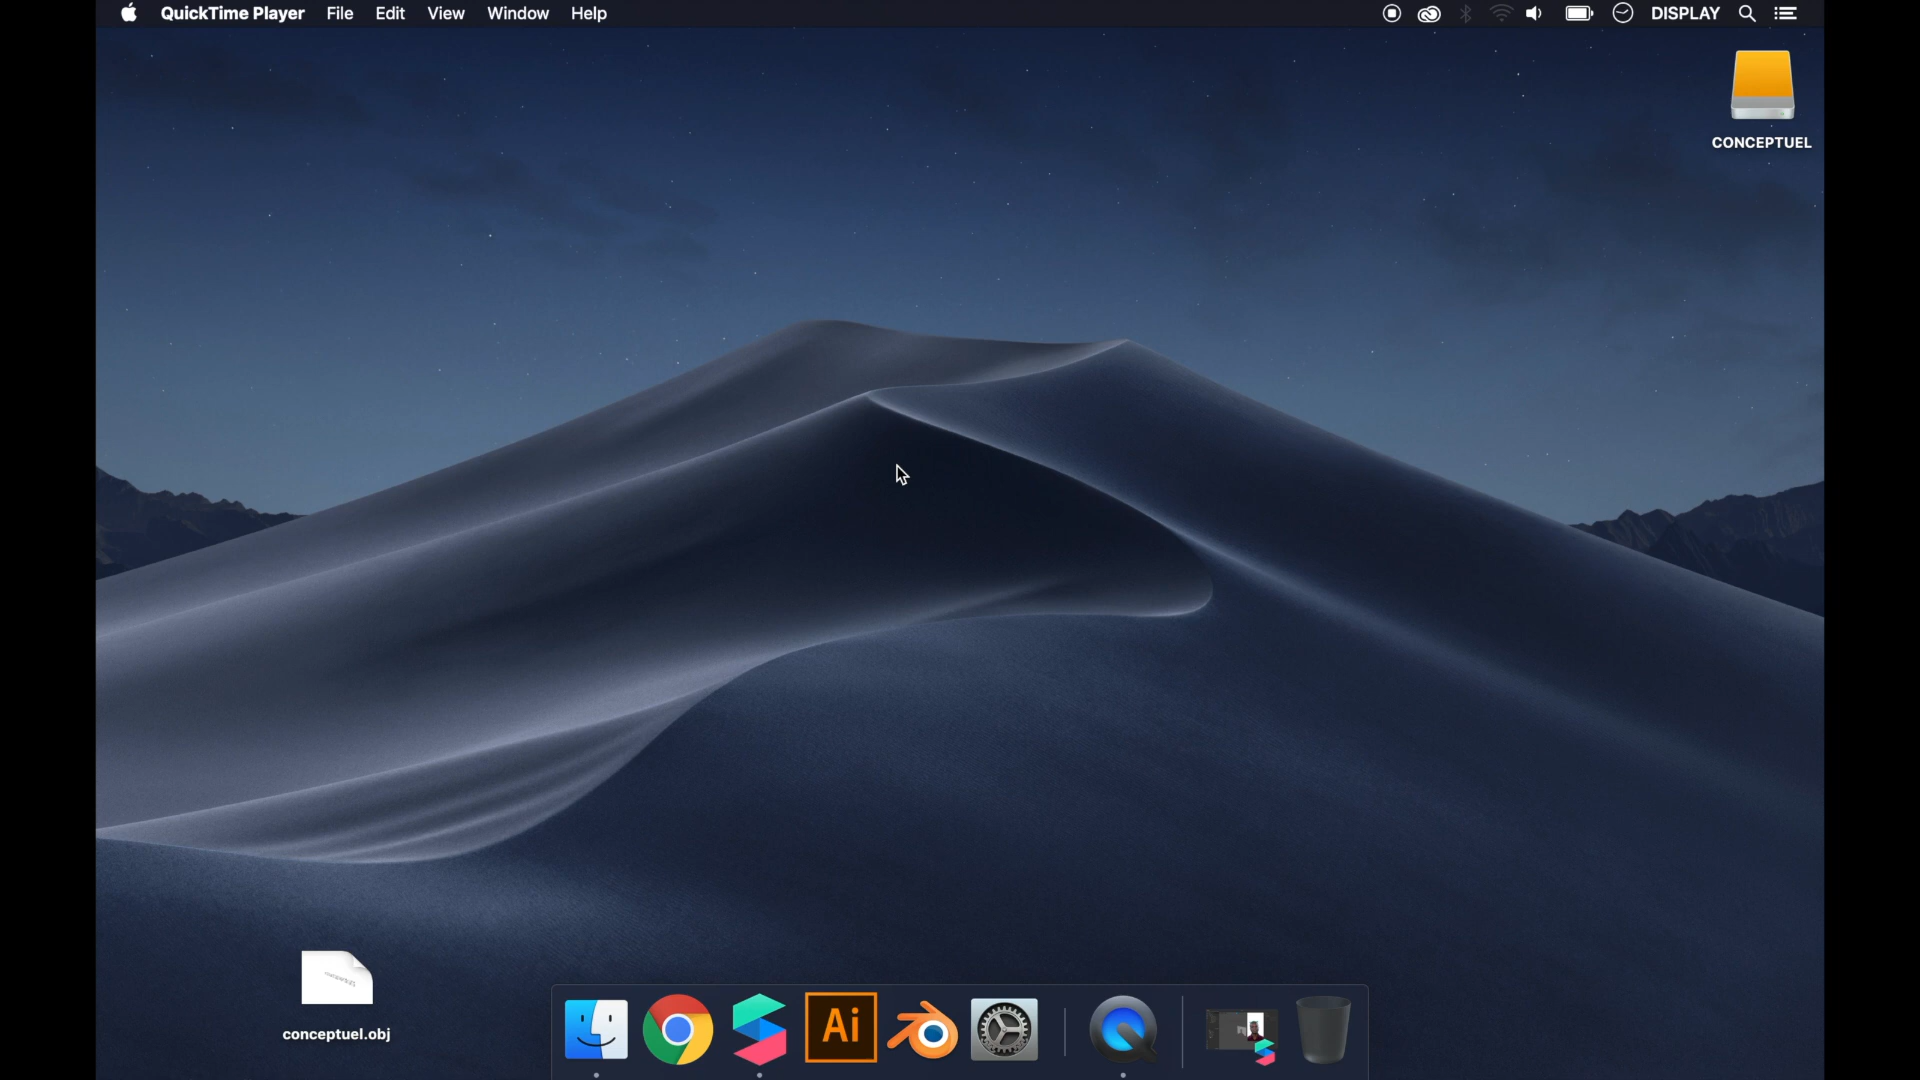 QuickTime Player File Edit View Window Help DISPLAY
CONCEPTUEL
conceptuel.obj
Ai